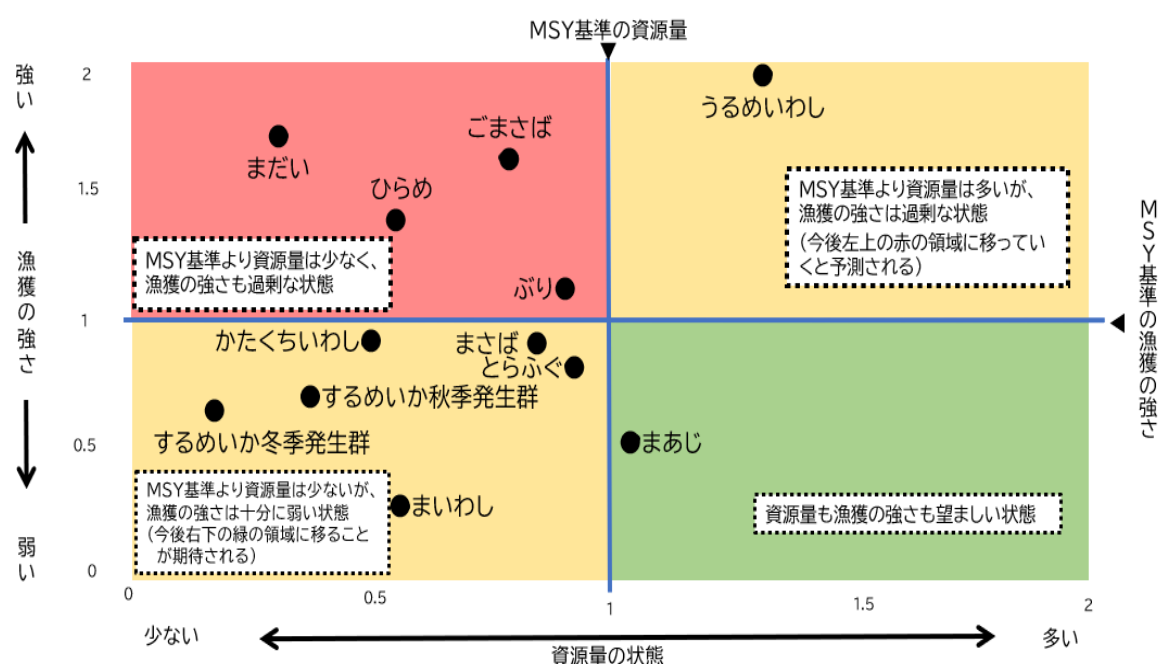 MSY基準の資源量
強い
漁獲の強さ
弱い
2
1.5
1
0.5
0
うるめいわし
ごまさば
まだい
ひらめ
MSY基準より資源量は多いが、
漁獲の強さは過剰な状態
（今後左上の赤の領域に移ってい
くと予測される）
MSY基準より資源量は少なく、
漁獲の強さも過剰な状態
ぶり
MSY基準の漁獲の強さ
かたくちいわし
まさば
とらふぐ
するめいか秋季発生群
するめいか冬季発生群
まあじ
MSY基準より資源量は少ないが、
漁獲の強さは十分に弱い状態
（今後右下の緑の領域に移ること
が期待される）
まいわし
資源量も漁獲の強さも望ましい状態
0
0.5
1
1.5
2
少ない
多い
資源量の状態